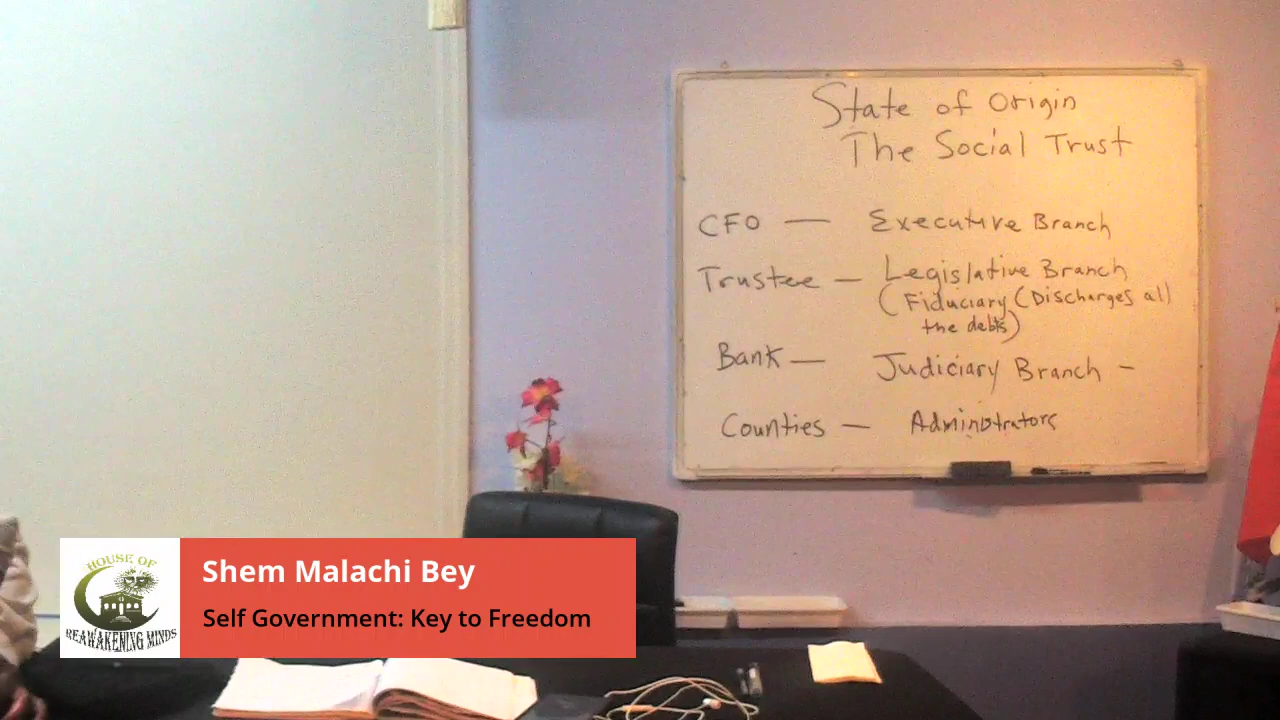 State of Origin
The Social Trust
CFO — Executive Branch
Trustee — Legislative Branch
(Fiduciary (Discharges all
the debts)
Bank — Judiciary Branch -
Counties — Administrators
HOUSE OF
REAWAKENING MINDS
Shem Malachi Bey
Self Government: Key to Freedom